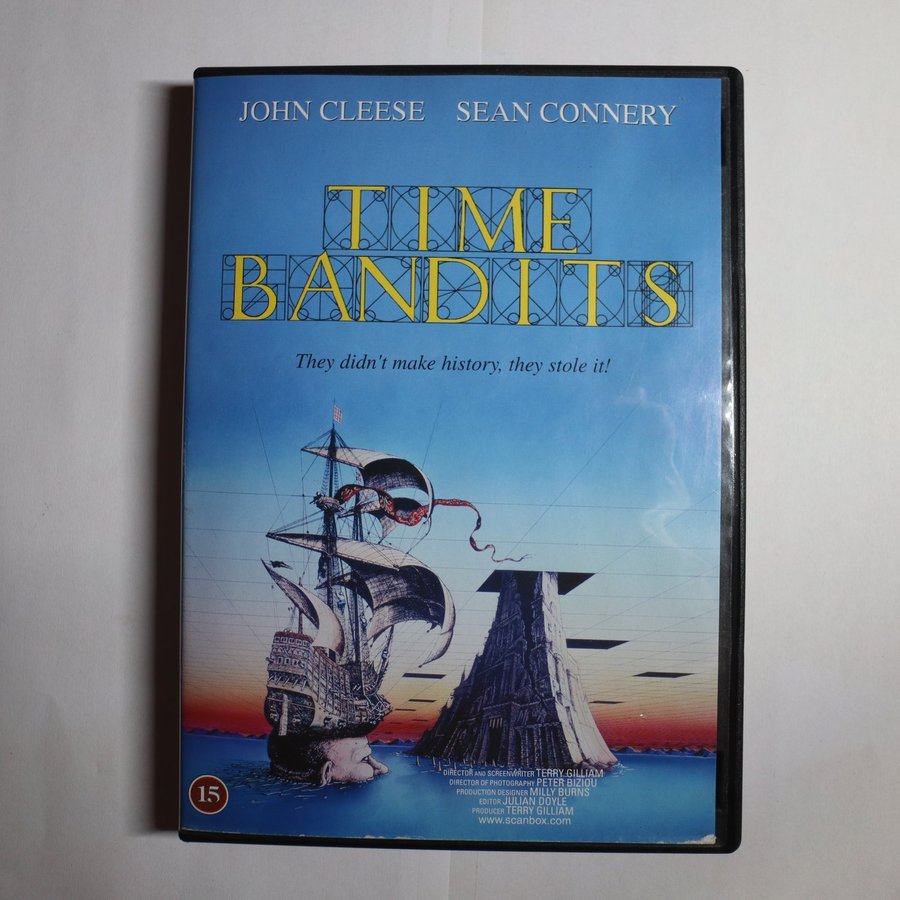 JOHN CLEESE SEAN CONNERY
TIME
BANDITS
They didn't make history, they stole it!
DIRECTOR AND SCREENWRITER TERRY GILLIAM
DIRECTOR OF PHOTOGRAPHY PETER BIZIOU
PRODUCTION DESIGNER MILLY BURNS
EDITOR JULIAN DOYLE
PRODUCER TERRY GILLIAM
www.scanbox.com
15